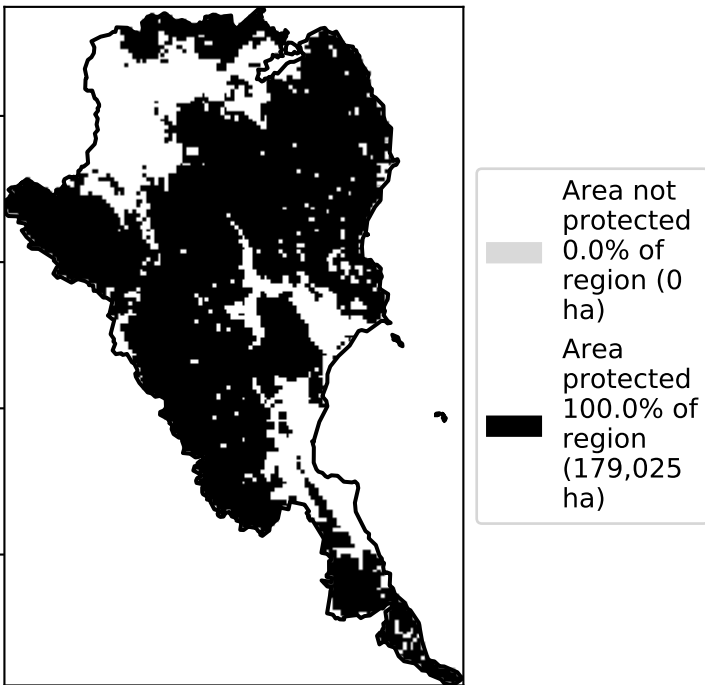 Area not
protected
0.0% of
region (0
ha)
Area
protected
100.0% of
region
(179,025
ha)